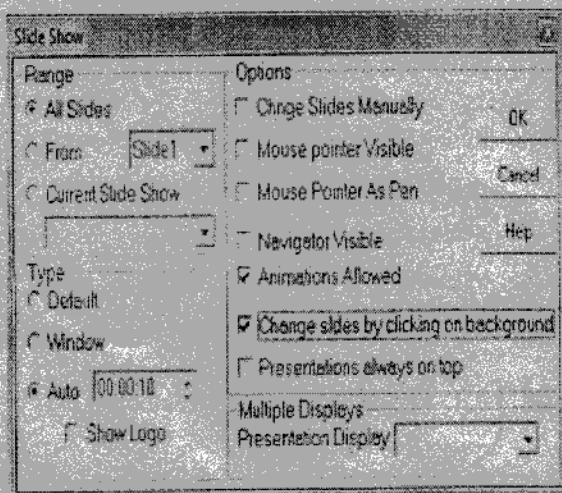 Slide Show
Range
All Slides
From Slide1
Current Slide Show
Type
Default
Window
Auto 00:00:10
Show Logo
Options
Chnge Slides Manually
Mouse pointer Visible
Mouse Pointer As Pen
Navigator Visible
Animations Allowed
Change slides by clicking on background
Presentations always on top
Multiple Displays
Presentation Display
OK
Cancel
Help